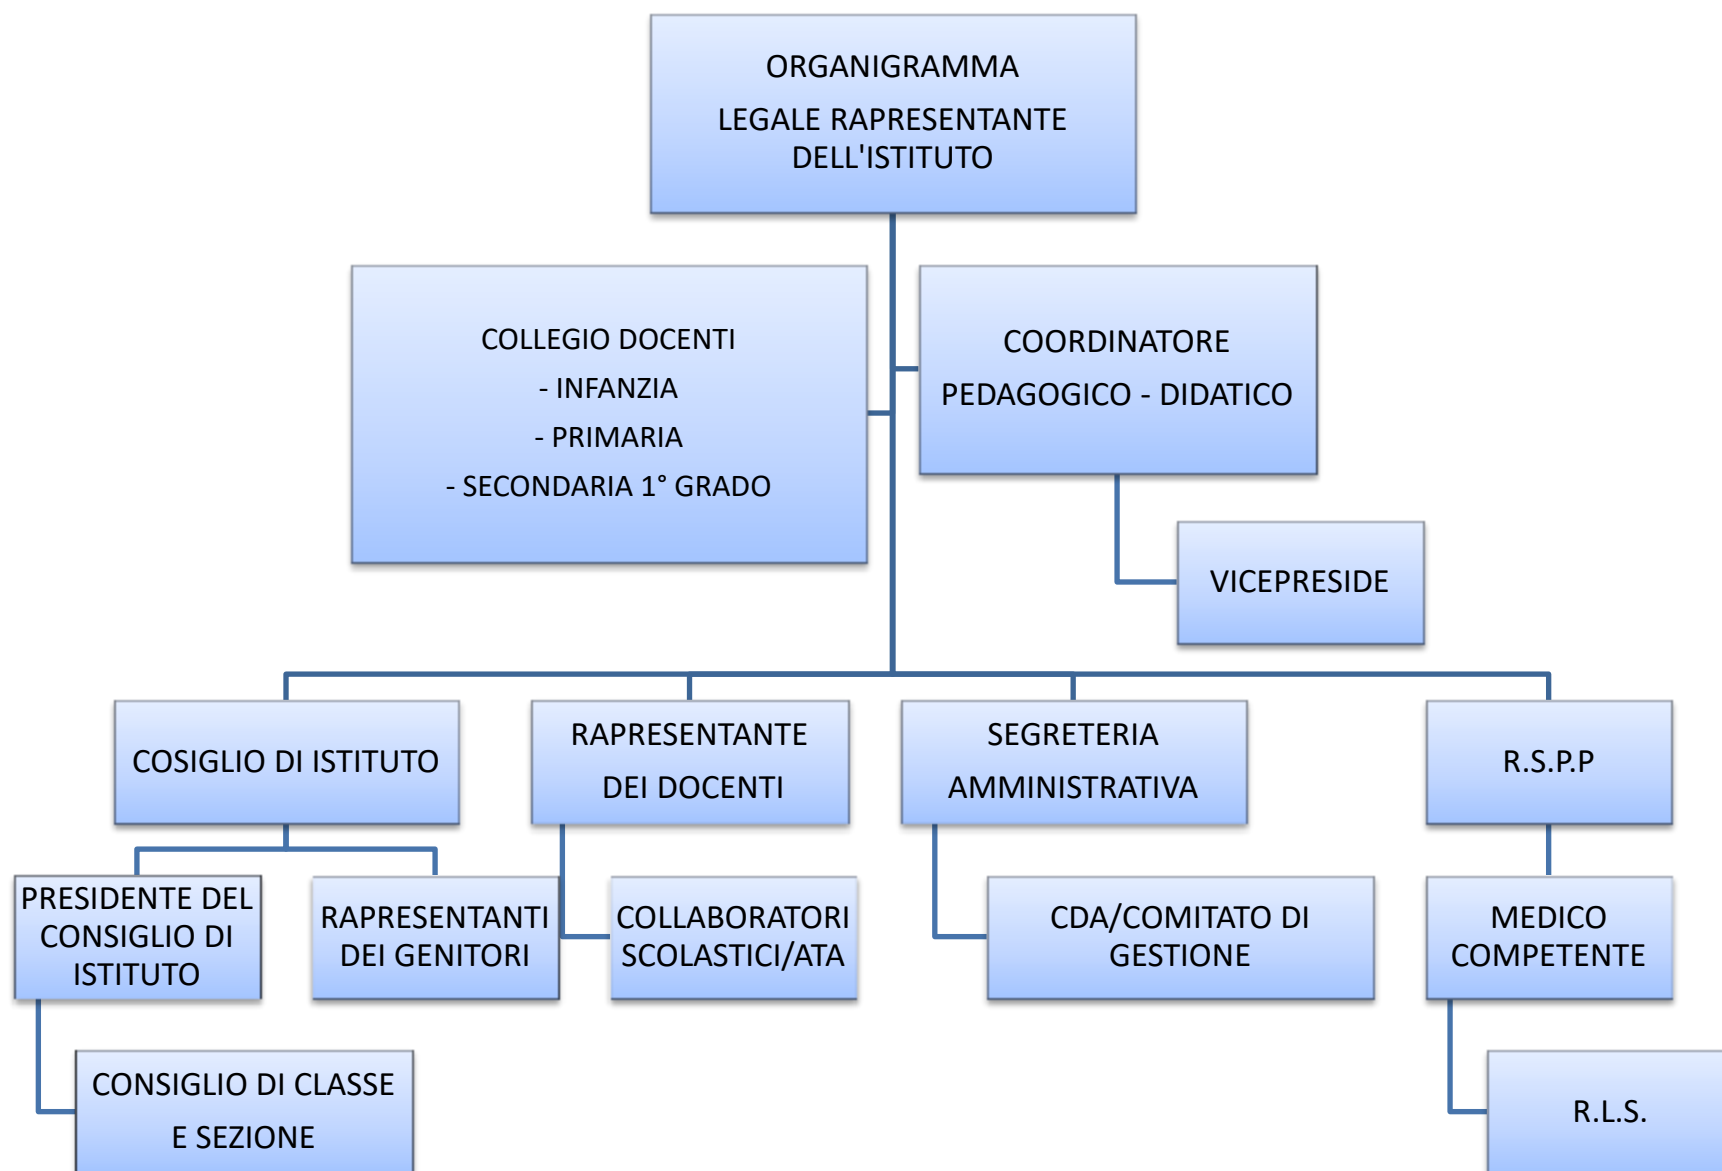 ORGANIGRAMMA
LEGALE RAPRESENTANTE
DELL'ISTITUTO
COLLEGIO DOCENTI
- INFANZIA
- PRIMARIA
- SECONDARIA 1° GRADO
COORDINATORE
PEDAGOGICO - DIDATICO
VICEPRESIDE
COSIGLIO DI ISTITUTO
RAPRESENTANTE
DEI DOCENTI
SEGRETERIA
AMMINISTRATIVA
R.S.P.P
PRESIDENTE DEL
CONSIGLIO DI
ISTITUTO
RAPRESENTANTI
DEI GENITORI
COLLABORATORI
SCOLASTICI/ATA
CDA/COMITATO DI
GESTIONE
MEDICO
COMPETENTE
CONSIGLIO DI CLASSE
E SEZIONE
R.L.S.